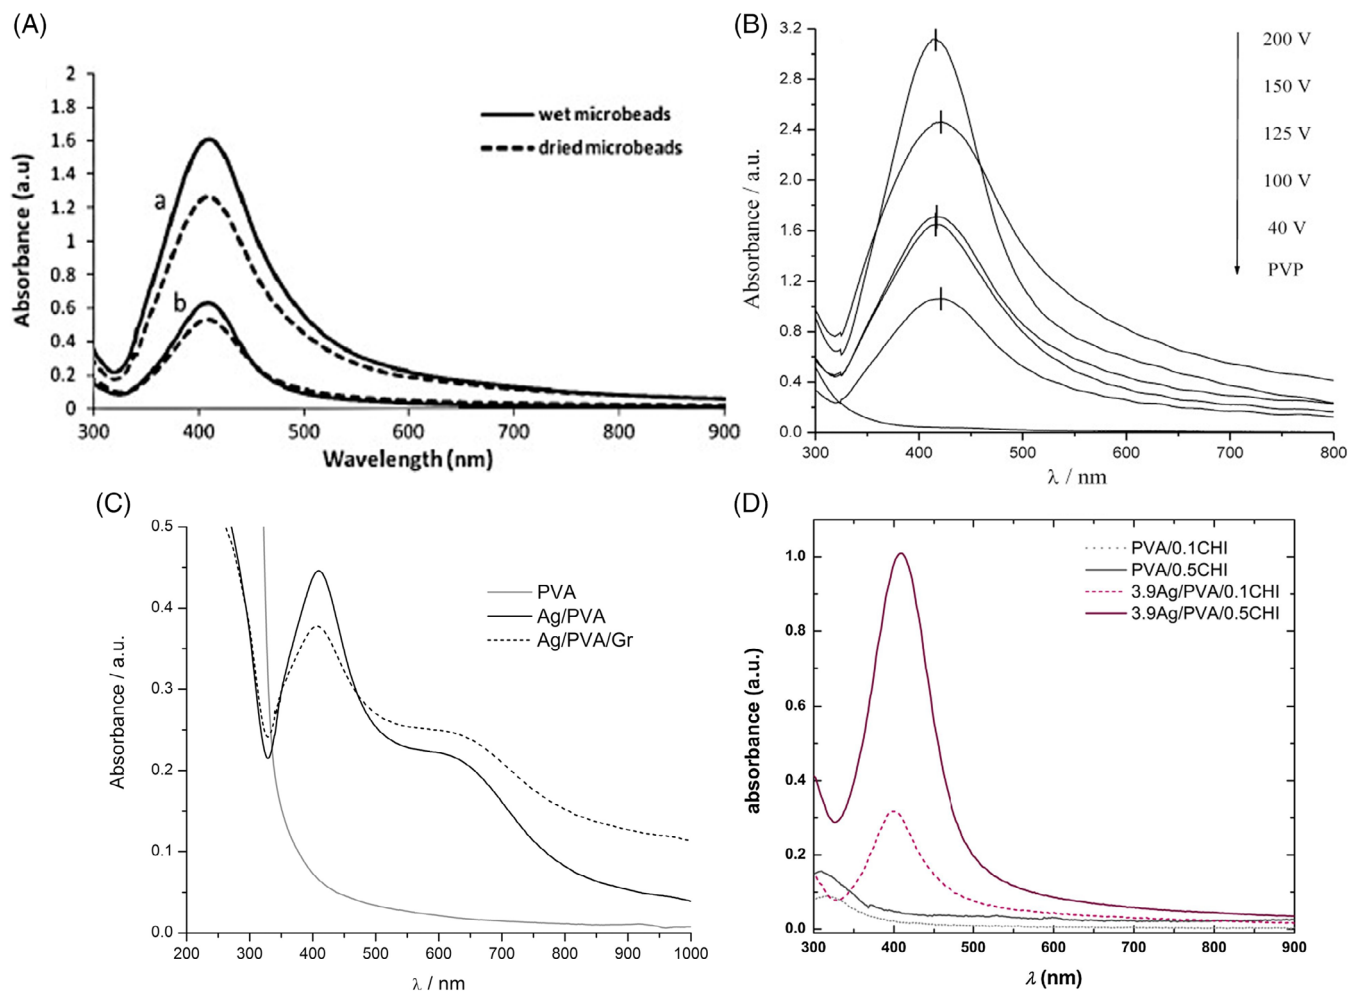 (A)
2
1.8
1.6
1.4
1.2
1
0.8
0.6
0.4
0.2
0
Absorbance (a.u)
wet microbeads
dried microbeads
a
b
300 400 500 600 700 800 900
Wavelength (nm)
(B)
3.2
2.8
2.4
2.0
1.6
1.2
0.8
0.4
0.0
Absorbance / a.u.
200 V
150 V
125 V
100 V
40 V
PVP
300 400 500 600 700 800
λ / nm
(C)
0.5
0.4
0.3
0.2
0.1
0.0
Absorbance / a.u.
PVA
Ag/PVA
Ag/PVA/Gr
200 300 400 500 600 700 800 900 1000
λ / nm
(D)
1.0
0.8
0.6
0.4
0.2
0.0
absorbance (a.u.)
PVA/0.1CHI
PVA/0.5CHI
3.9Ag/PVA/0.1CHI
3.9Ag/PVA/0.5CHI
300 400 500 600 700 800 900
λ (nm)